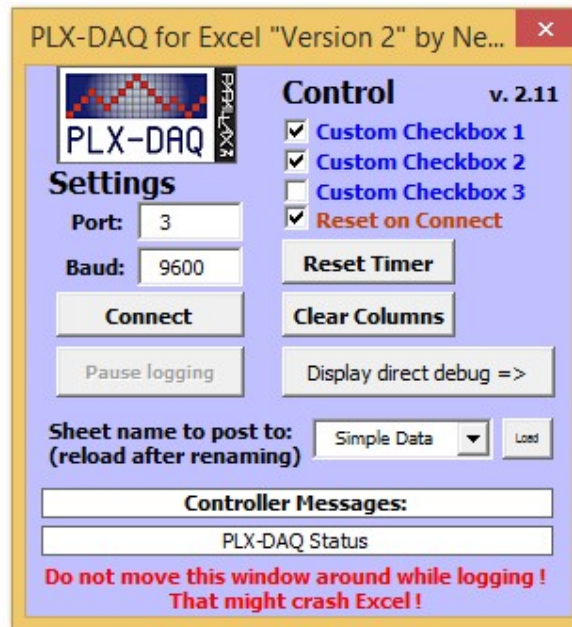 PLX-DAQ for Excel "Version 2" by Ne...
PLX-DAQ
PARALLAX
Control v. 2.11
Custom Checkbox 1
Custom Checkbox 2
Custom Checkbox 3
Reset on Connect
Settings
Port: 3
Baud: 9600
Reset Timer
Connect
Clear Columns
Pause logging
Display direct debug =>
Sheet name to post to:
(reload after renaming)
Simple Data
Load
Controller Messages:
PLX-DAQ Status
Do not move this window around while logging !
That might crash Excel !